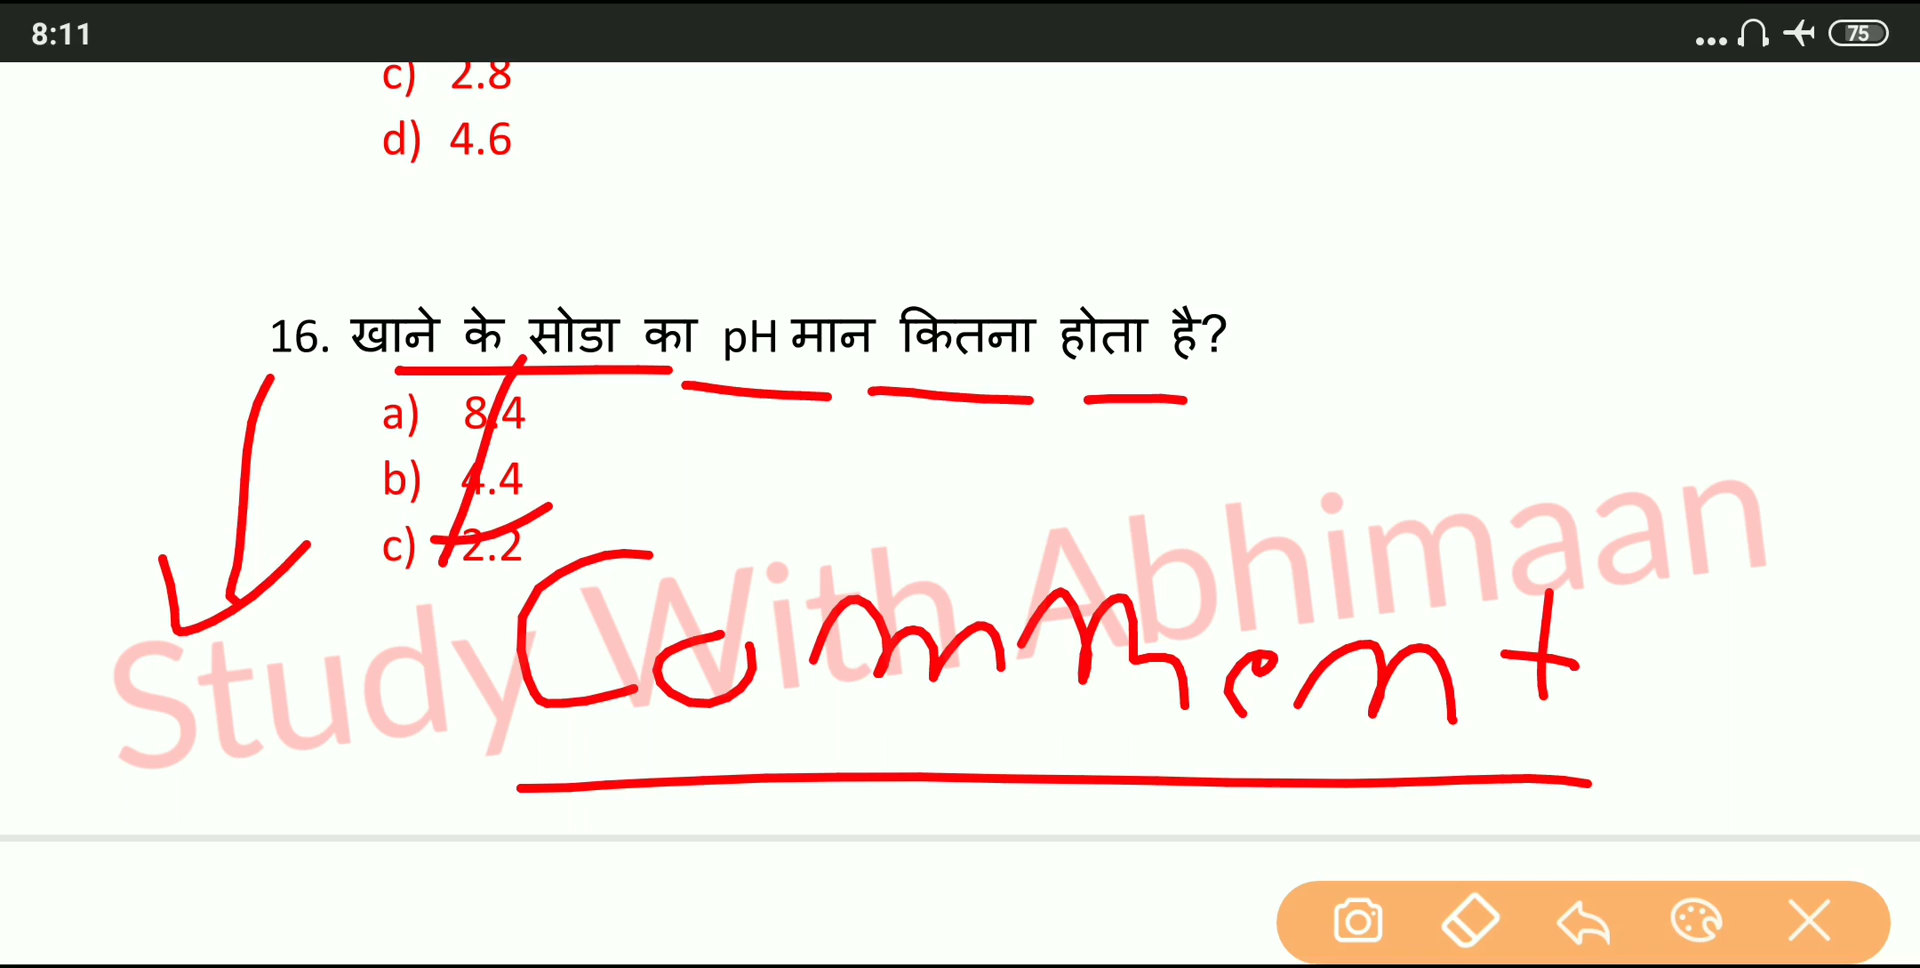 8:11
75
c) 2.8
d) 4.6
16. खाने के सोडा का pH मान कितना होता है?
a) 8.4
b) 4.4
c) 2.2
Comment
Study With Abhimaan